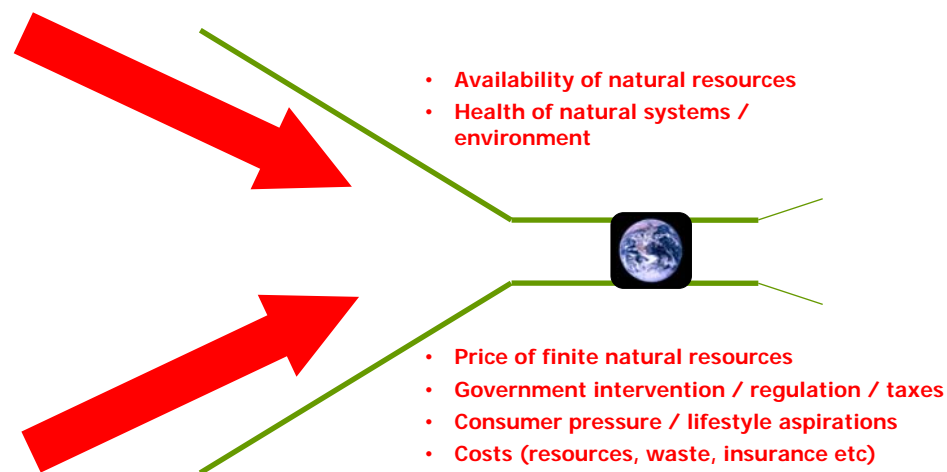 • Availability of natural resources
• Health of natural systems /
environment
• Price of finite natural resources
• Government intervention / regulation / taxes
• Consumer pressure / lifestyle aspirations
• Costs (resources, waste, insurance etc)